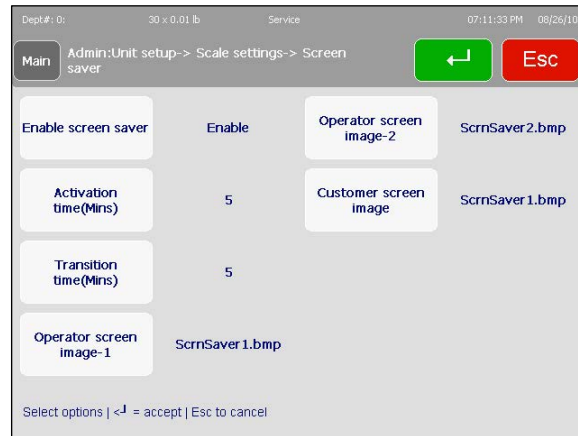 Dept#: 0: 30 x 0.01 lb Service 07:11:33 PM 08/26/10
Main
Admin:Unit setup-> Scale settings-> Screen
saver
Esc
Enable screen saver Enable
Operator screen
image-2
ScrnSaver2.bmp
Activation
time(Mins)
5
Customer screen
image
ScrnSaver1.bmp
Transition
time(Mins)
5
Operator screen
image-1
ScrnSaver1.bmp
Select options | <┘ = accept | Esc to cancel